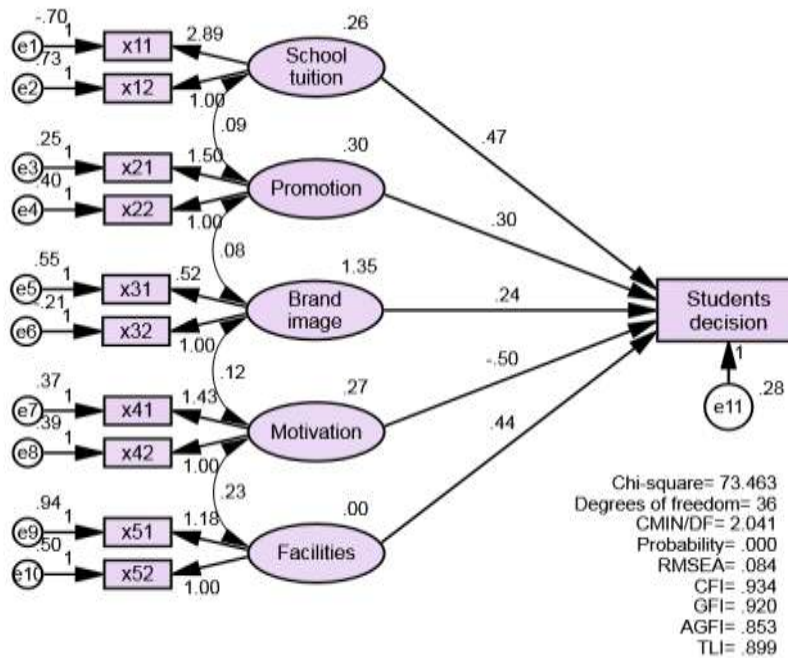 -.70
.26
1
2.89
e1
x11
School
tuition
.73
1
e2
x12
1.00
.09
.47
.25
.30
1
1.50
e3
x21
Promotion
.40
1
e4
x22
1.00
.30
.08
.55
1.35
1
.52
e5
x31
Brand
image
.24
-.21
1
e6
x32
1.00
Students
decision
.12
.37
.27
-.50
1
1
1.43
e7
x41
Motivation
e11
.28
.39
1
e8
x42
1.00
.44
.23
.94
.00
1
1.18
e9
x51
Facilities
.50
1
e10
x52
1.00
Chi-square= 73.463
Degrees of freedom= 36
CMIN/DF= 2.041
Probability= .000
RMSEA= .084
CFI= .934
GFI= .920
AGFI= .853
TLI= .899